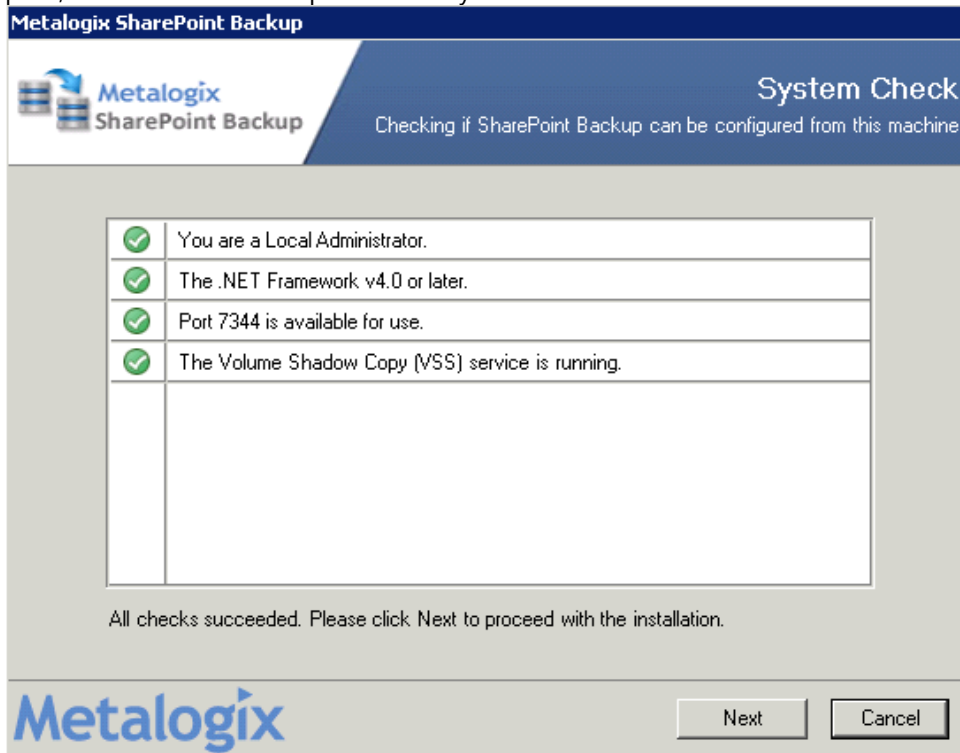 Metalogix SharePoint Backup
Metalogix
SharePoint Backup
System Check
Checking if SharePoint Backup can be configured from this machine
You are a Local Administrator.
The .NET Framework v4.0 or later.
Port 7344 is available for use.
The Volume Shadow Copy (VSS) service is running.
All checks succeeded. Please click Next to proceed with the installation.
Metalogix
Next
Cancel